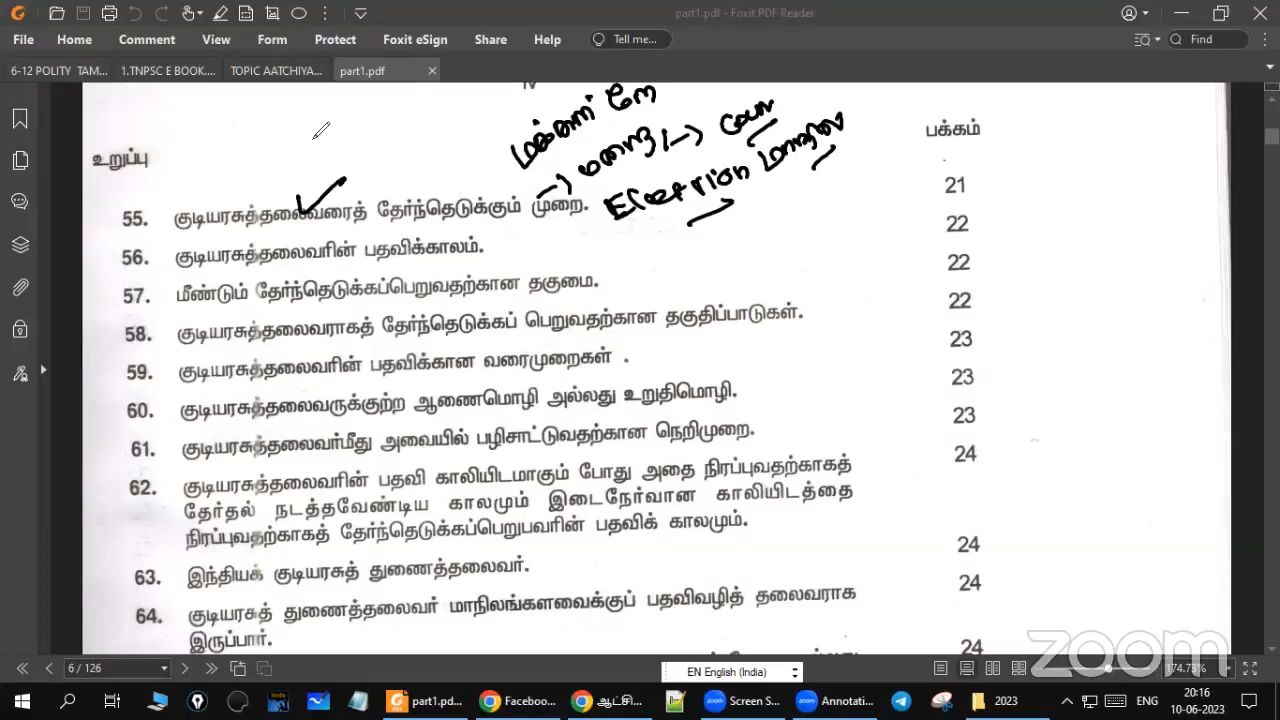 part1.pdf - Foxit PDF Reader
File Home Comment View Form Protect Foxit eSign Share Help Tell me... Find
6-12 POLITY TAM... 1.TNPSC E BOOK.... TOPIC AATCHIYA... part1.pdf
IV
Election
உறுப்பு பக்கம்
55. குடியரசுத்தலைவரைத் தேர்ந்தெடுக்கும் முறை. 21
56. குடியரசுத்தலைவரின் பதவிக்காலம். 22
57. மீண்டும் தேர்ந்தெடுக்கப்பெறுவதற்கான தகுமை. 22
58. குடியரசுத்தலைவராகத் தேர்ந்தெடுக்கப் பெறுவதற்கான தகுதிப்பாடுகள். 22
59. குடியரசுத்தலைவரின் பதவிக்கான வரைமுறைகள் . 23
60. குடியரசுத்தலைவருக்குற்ற ஆணைமொழி அல்லது உறுதிமொழி. 23
61. குடியரசுத்தலைவர்மீது அவையில் பழிசாட்டுவதற்கான நெறிமுறை. 23
62. குடியரசுத்தலைவரின் பதவி காலியிடமாகும் போது அதை நிரப்புவதற்காகத் 24
தேர்தல் நடத்தவேண்டிய காலமும் இடைநேர்வான காலியிடத்தை
நிரப்புவதற்காகத் தேர்ந்தெடுக்கப்பெறுபவரின் பதவிக் காலமும்.
63. இந்தியக் குடியரசுத் துணைத்தலைவர். 24
64. குடியரசுத் துணைத்தலைவர் மாநிலங்களவைக்குப் பதவிவழித் தலைவராக 24
இருப்பார்.
24
zoom
6 / 126 EN English (India) 174.73%
part1.pdf - F... Faceboo... ஆட்சி... Screen S... Annotati... 2023 ENG 20:16
10-06-2023